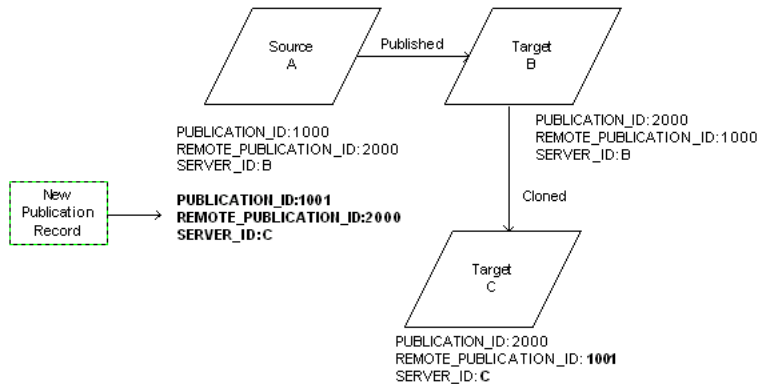 Source
A
Published
Target
B
PUBLICATION_ID:1000
REMOTE_PUBLICATION_ID:2000
SERVER_ID:B
PUBLICATION_ID:2000
REMOTE_PUBLICATION_ID:1000
SERVER_ID:B
New
Publication
Record
PUBLICATION_ID:1001
REMOTE_PUBLICATION_ID:2000
SERVER_ID:C
Cloned
Target
C
PUBLICATION_ID:2000
REMOTE_PUBLICATION_ID: 1001
SERVER_ID:C